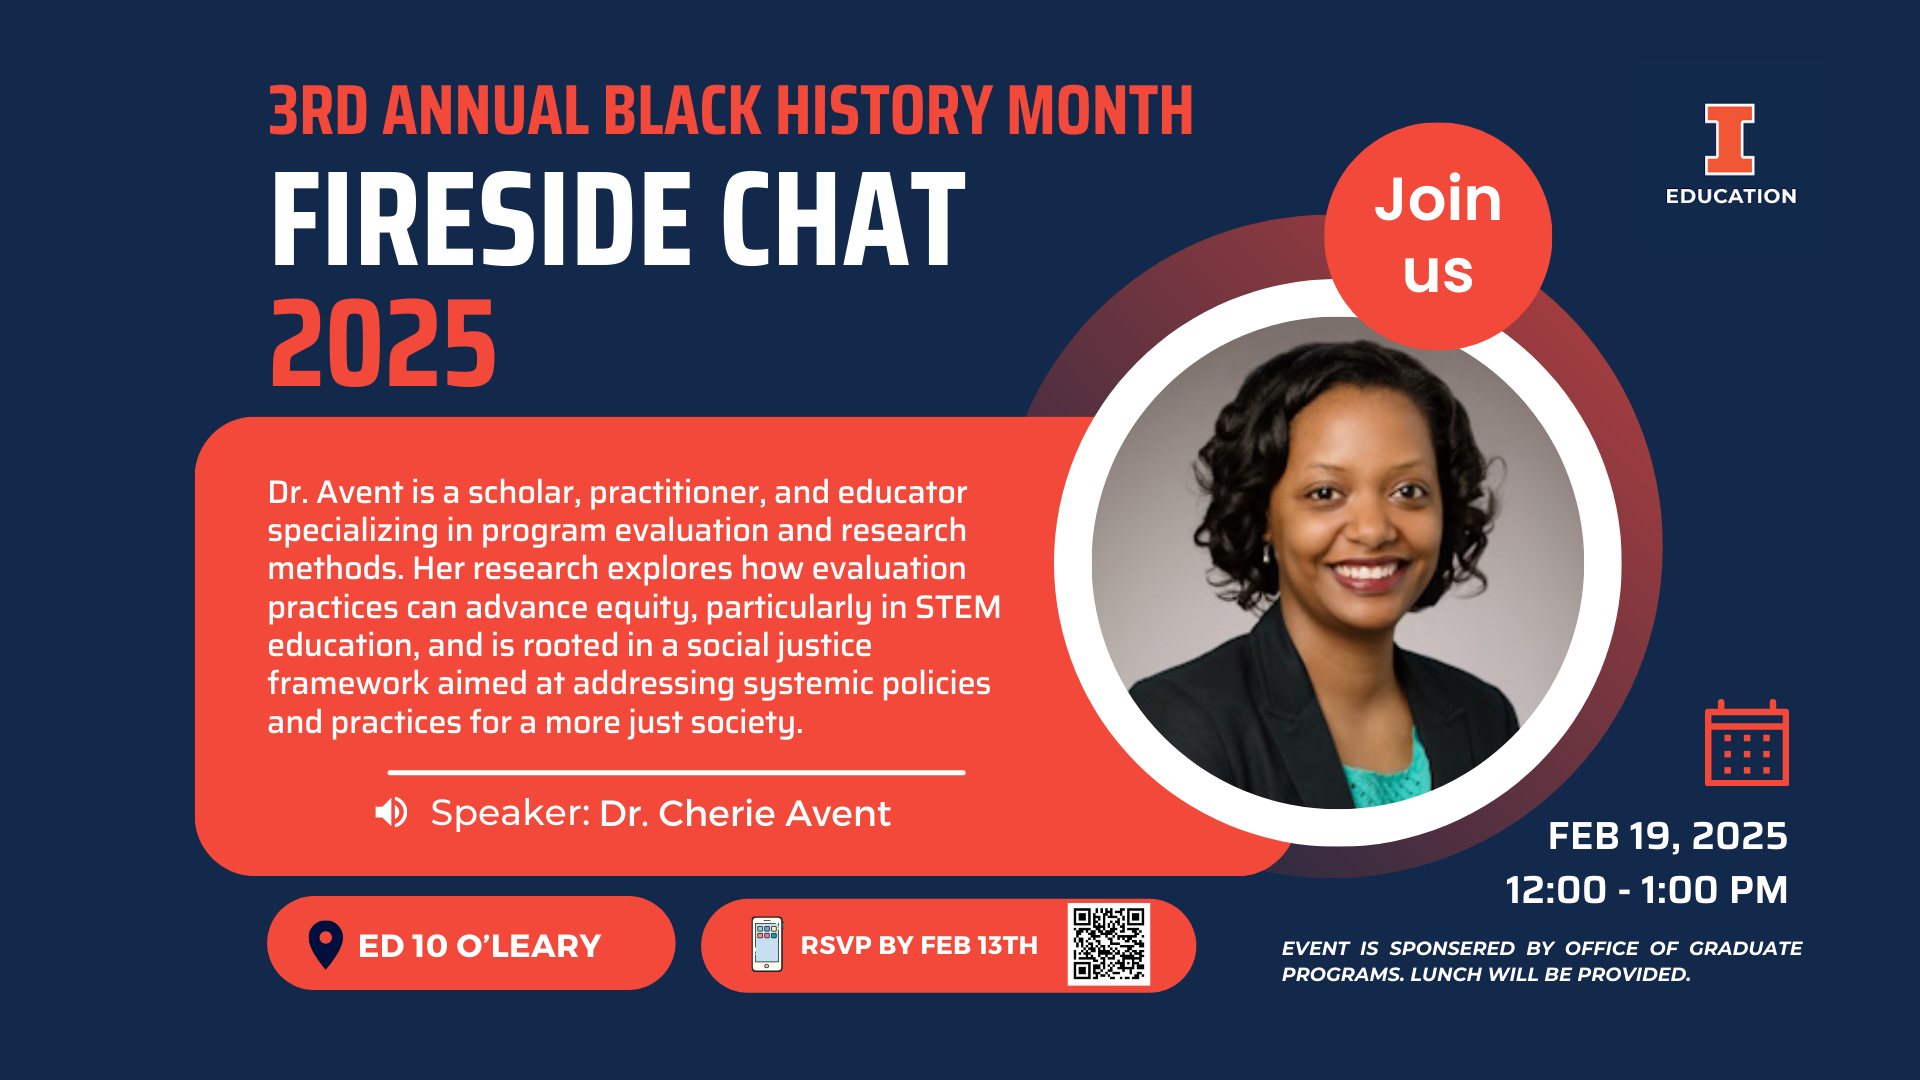 3RD ANNUAL BLACK HISTORY MONTH
FIRESIDE CHAT
2025
Join
us
I
EDUCATION
Dr. Avent is a scholar, practitioner, and educator
specializing in program evaluation and research
methods. Her research explores how evaluation
practices can advance equity, particularly in STEM
education, and is rooted in a social justice
framework aimed at addressing systemic policies
and practices for a more just society.
Speaker: Dr. Cherie Avent
FEB 19, 2025
12:00 - 1:00 PM
ED 10 O’LEARY
RSVP BY FEB 13TH
EVENT IS SPONSERED BY OFFICE OF GRADUATE
PROGRAMS. LUNCH WILL BE PROVIDED.